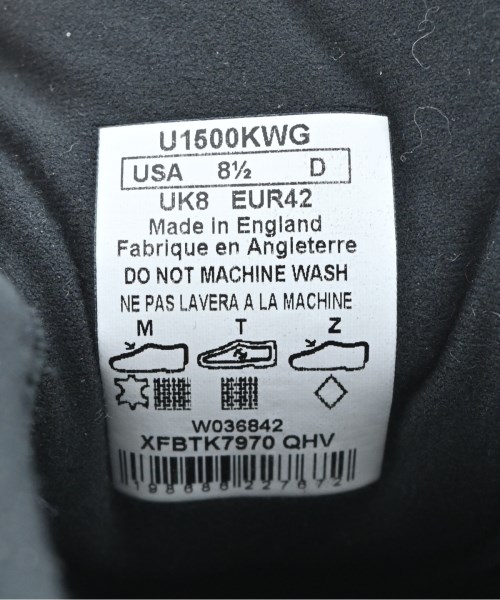 U1500KWG
USA 8½ D
UK8 EUR42
Made in England
Fabrique en Angleterre
DO NOT MACHINE WASH
NE PAS LAVERA A LA MACHINE
M T Z
W036842
XFBTK7970 QHV